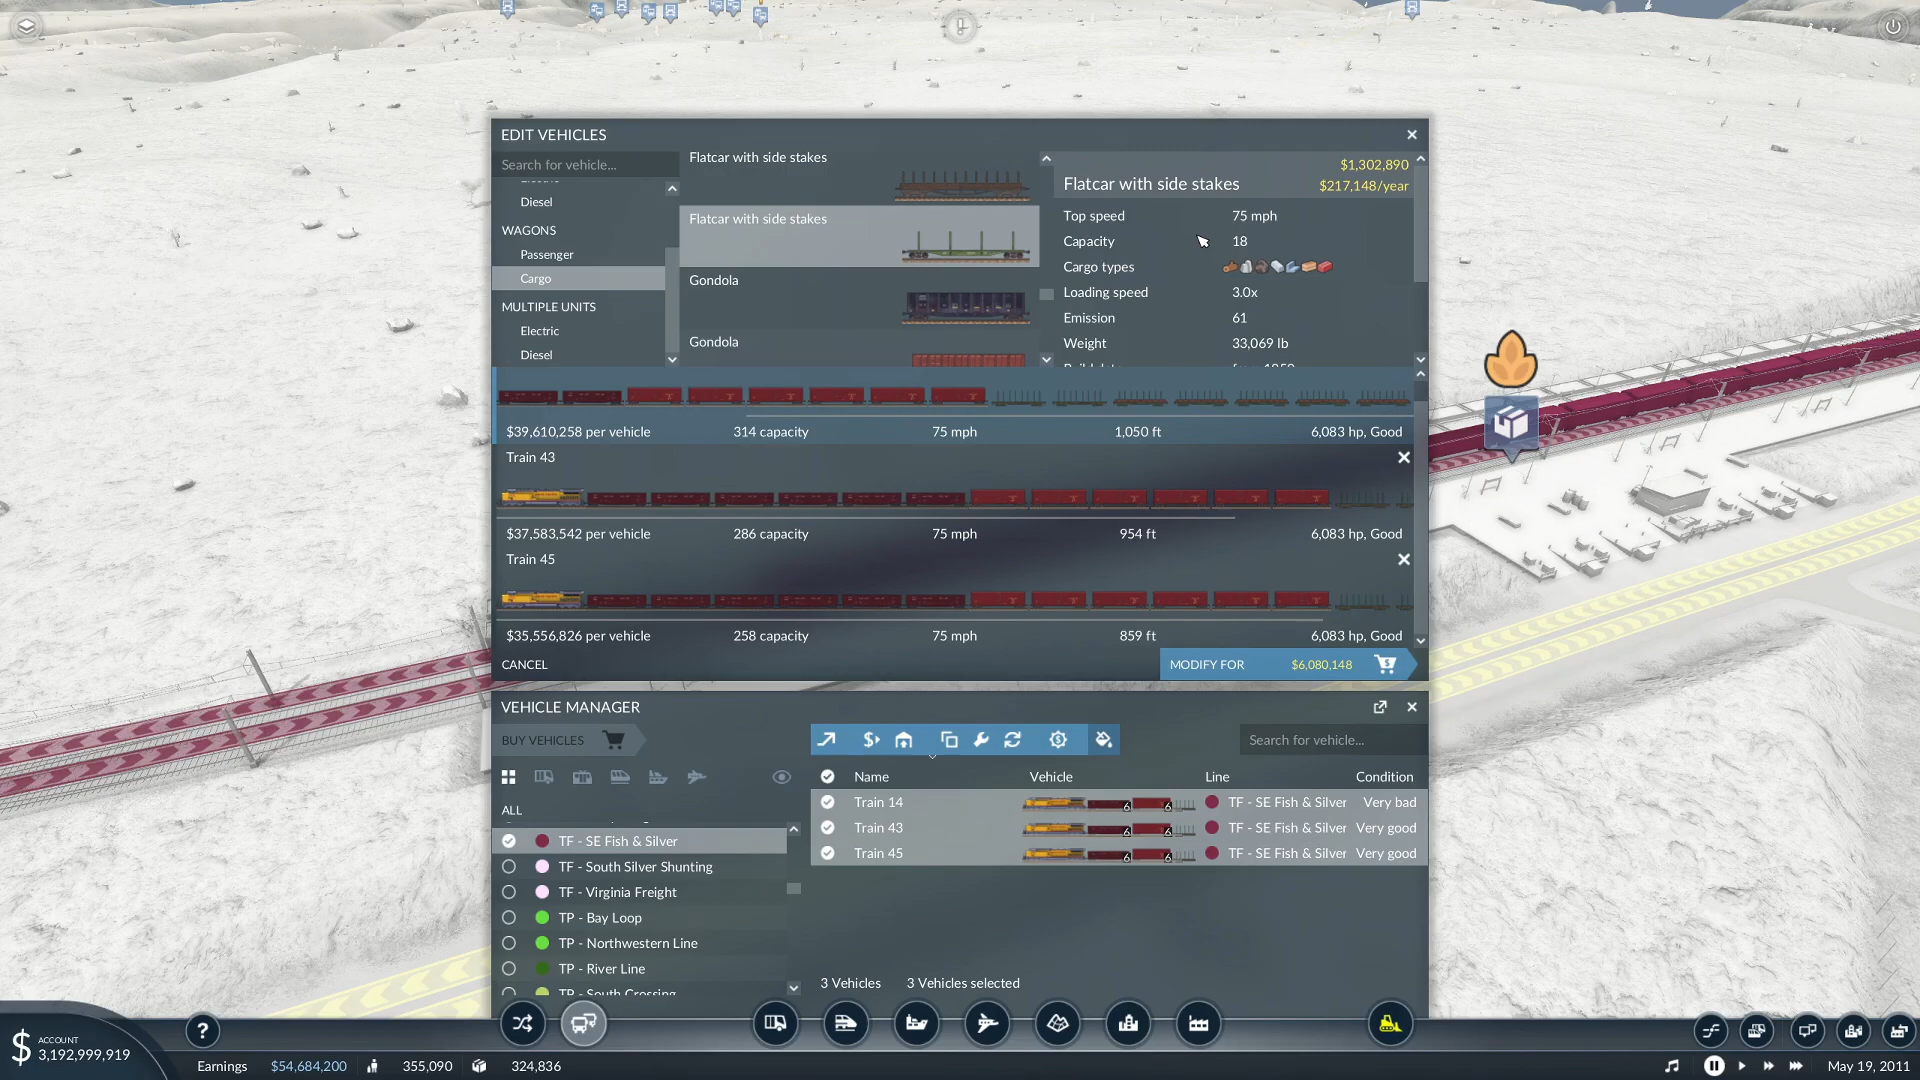 EDIT VEHICLES
Search for vehicle...
Diesel
WAGONS
Passenger
Cargo
MULTIPLE UNITS
Electric
Diesel
Flatcar with side stakes
Flatcar with side stakes
Gondola
Gondola
$1,302,890
Flatcar with side stakes $217,148/year
Top speed 75 mph
Capacity 18
Cargo types
Loading speed 3.0x
Emission 61
Weight 33,069 lb
$39,610,258 per vehicle 314 capacity 75 mph 1,050 ft 6,083 hp, Good
Train 43
$37,583,542 per vehicle 286 capacity 75 mph 954 ft 6,083 hp, Good
Train 45
$35,556,826 per vehicle 258 capacity 75 mph 859 ft 6,083 hp, Good
CANCEL
MODIFY FOR $6,080,148
VEHICLE MANAGER
BUY VEHICLES
Search for vehicle...
ALL
TF - SE Fish & Silver
TF - South Silver Shunting
TF - Virginia Freight
TP - Bay Loop
TP - Northwestern Line
TP - River Line
TP - South Crossing
Name Vehicle Line Condition
Train 14 6 6 TF - SE Fish & Silver Very bad
Train 43 6 6 TF - SE Fish & Silver Very good
Train 45 6 6 TF - SE Fish & Silver Very good
3 Vehicles 3 Vehicles selected
$ ACCOUNT
3,192,999,919
?
Earnings $54,684,200 355,090 324,836
May 19, 2011